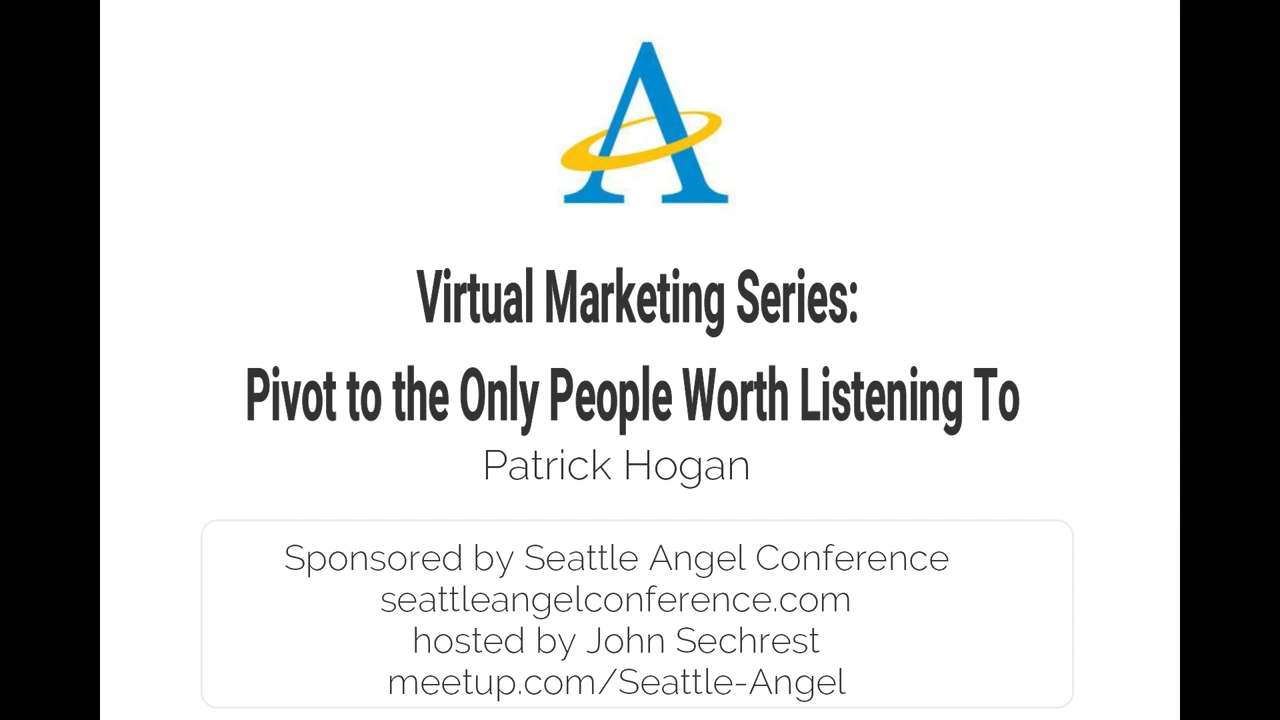 Virtual Marketing Series:
Pivot to the Only People Worth Listening To
Patrick Hogan
Sponsored by Seattle Angel Conference
seattleangelconference.com
hosted by John Sechrest
meetup.com/Seattle-Angel